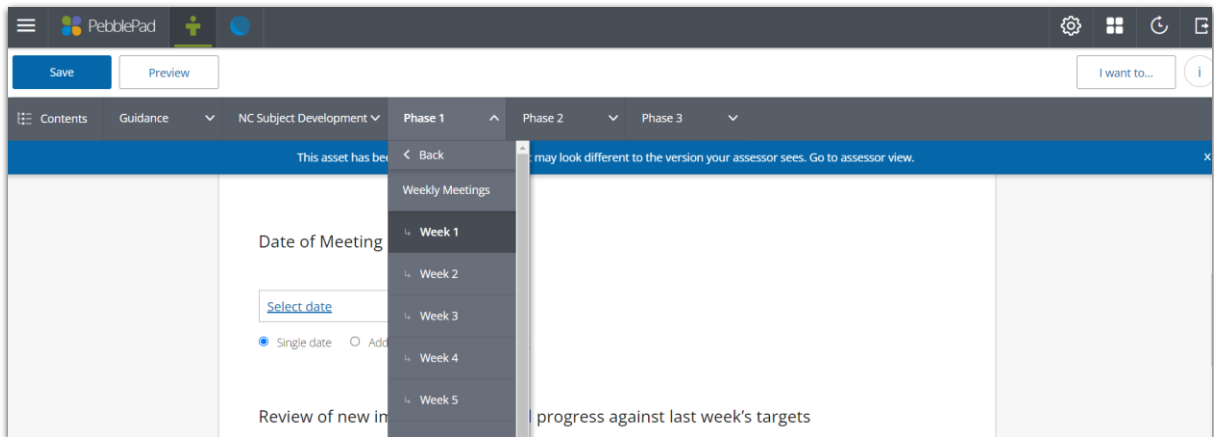 PebblePad
Save
Preview
I want to...
i
Contents
Guidance
NC Subject Development
Phase 1
Phase 2
Phase 3
This asset has
may look different to the version your assessor sees. Go to assessor view.
x
Back
Weekly Meetings
Week 1
Date of Meeting
Week 2
Select date
Week 3
Single date
Add
Week 4
Week 5
Review of new
progress against last week's targets